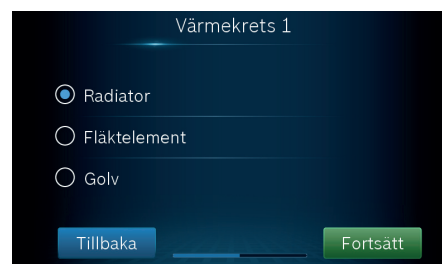 Värmekrets 1
Radiator
Fläktelement
Golv
Tillbaka
Fortsätt